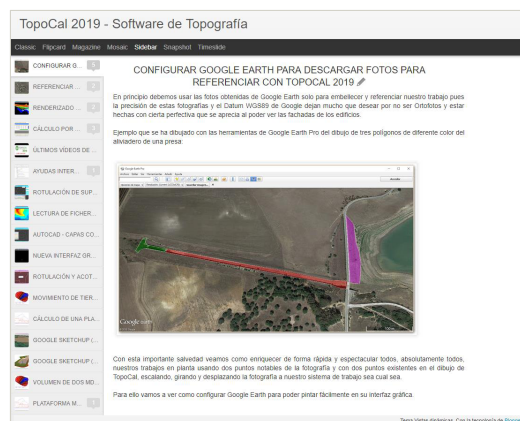 TopoCal 2019 - Software de Topografía
Classic Flipcard Magazine Mosaic Sidebar Snapshot Timeslide
CONFIGURAR G... 5
REFERENCIAR ...
RENDERIZADO ...
CÁLCULO POR ...
ÚLTIMOS VÍDEOS DE ...
AYUDAS INTER...
ROTULACIÓN DE SUP...
LECTURA DE FICHER...
AUTOCAD - CAPAS CO...
NUEVA INTERFAZ GR...
ROTULACIÓN Y ACOT...
MOVIMIENTO DE TIER...
CÁLCULO DE UNA PLA...
GOOGLE SKETCHUP (...
GOOGLE SKETCHUP (...
VOLUMEN DE DOS MD...
PLATAFORMA M...
CONFIGURAR GOOGLE EARTH PARA DESCARGAR FOTOS PARA
REFERENCIAR CON TOPOCAL 2019
En principio debemos usar las fotos obtenidas de Google Earth solo para embellecer y referenciar nuestro trabajo pues
la precisión de estas fotografías y el Datum WGS89 de Google dejan mucho que desear por no ser Ortofotos y estar
hechas con cierta perfectiva que se aprecia al poder ver las fachadas de los edificios.
Ejemplo que se ha dibujado con las herramientas de Google Earth Pro del dibujo de tres polígonos de diferente color del
aliviadero de una presa:
Google earth
Con esta importante salvedad veamos como enriquecer de forma rápida y espectacular todos, absolutamente todos,
nuestros trabajos en planta usando dos puntos notables de la fotografía y con dos puntos existentes en el dibujo de
TopoCal, escalando, girando y desplazando la fotografía a nuestro sistema de trabajo sea cual sea.
Para ello vamos a ver como configurar Google Earth para poder pintar fácilmente en su interfaz gráfica:
Tema Vistas dinámicas. Con la tecnología de Blogger